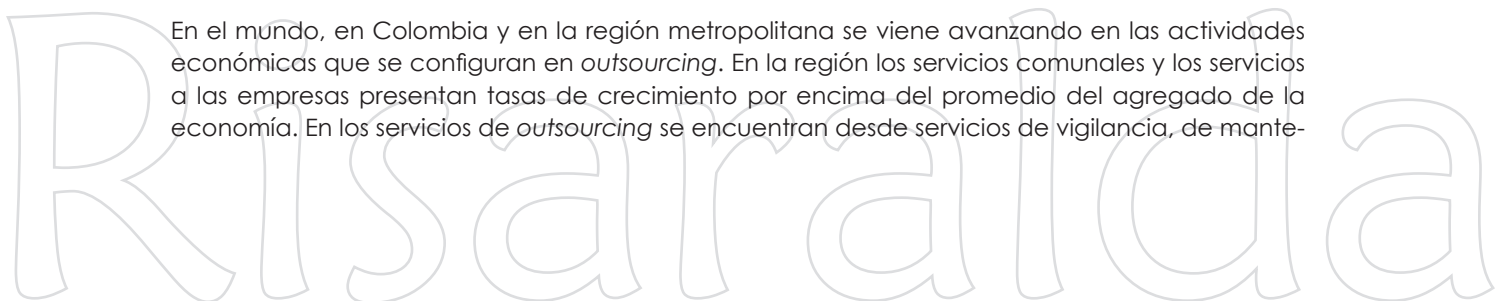 En el mundo, en Colombia y en la región metropolitana se viene avanzando en las actividades
económicas que se configuran en outsourcing. En la región los servicios comunales y los servicios
a las empresas presentan tasas de crecimiento por encima del promedio del agregado de la
economía. En los servicios de outsourcing se encuentran desde servicios de vigilancia, de mante-
Risaralda